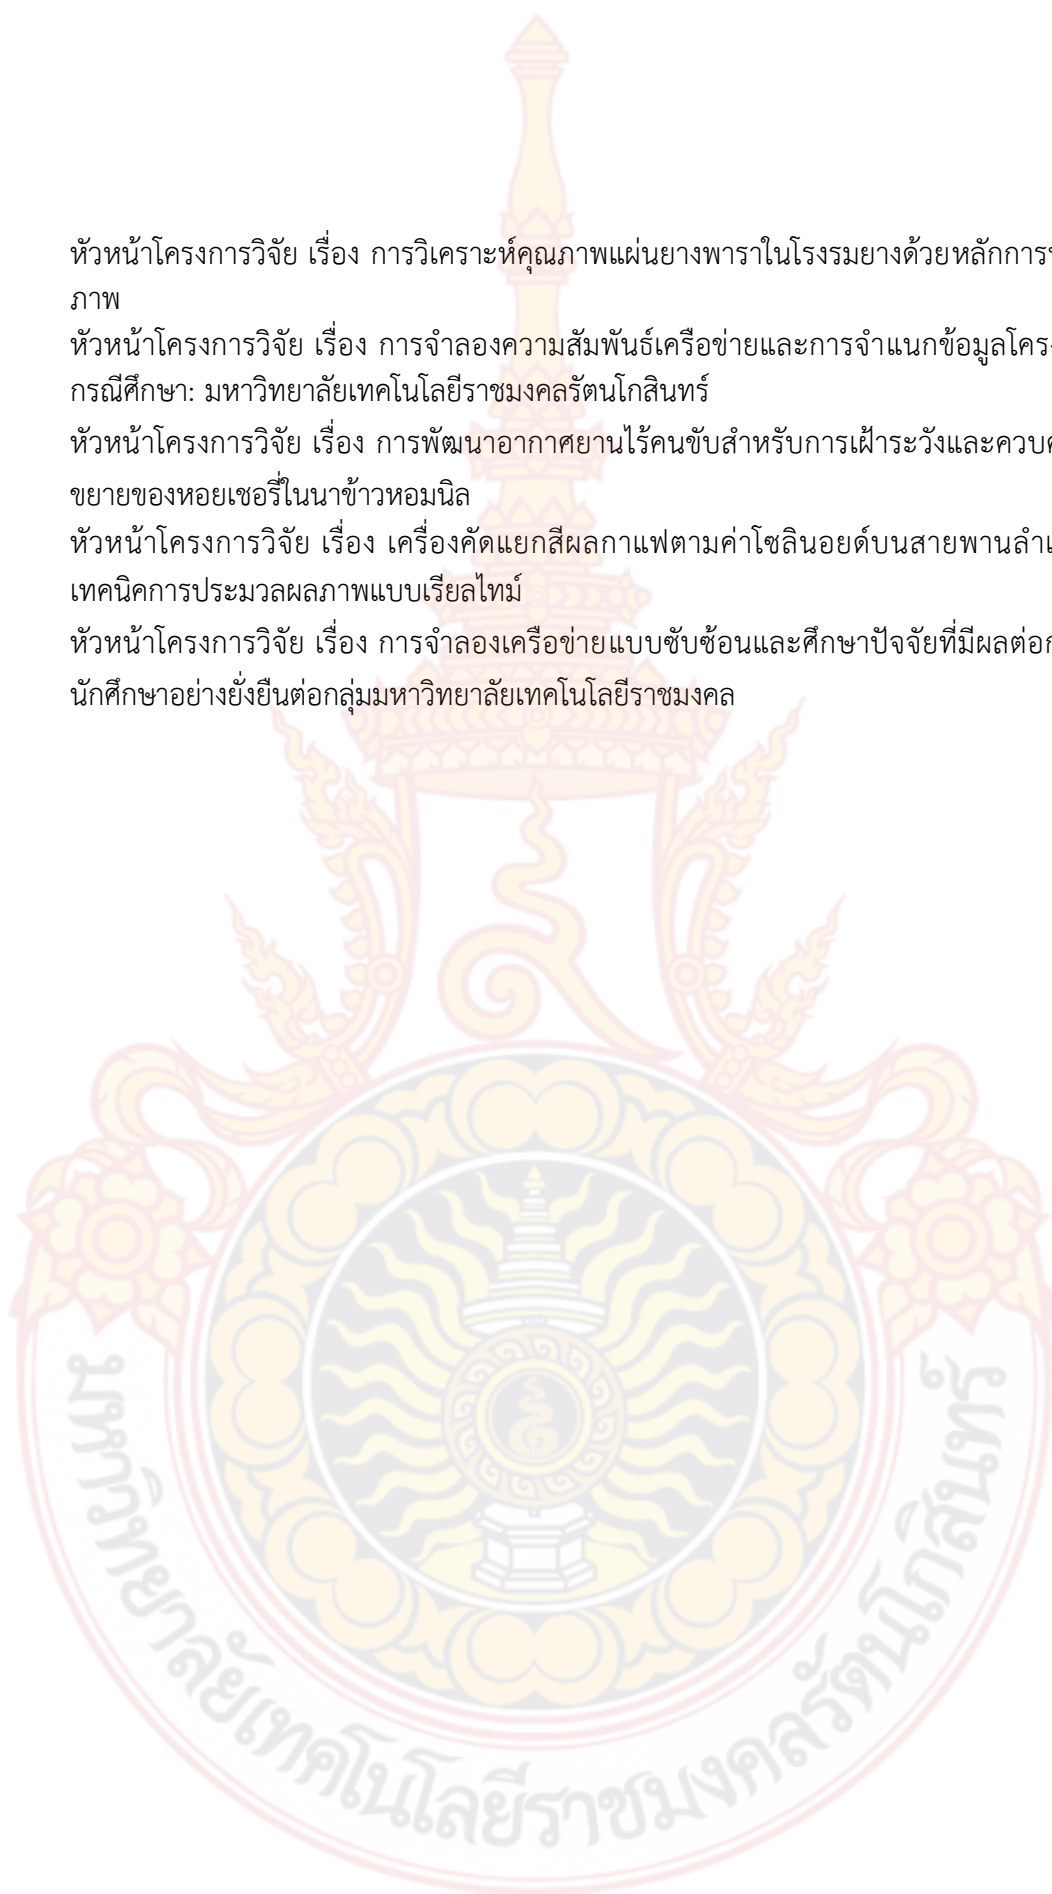 หัวหน้าโครงการวิจัย เรื่อง การวิเคราะห์คุณภาพแผ่นยางพาราในโรงรมยางด้วยหลักการ
ภาพ
หัวหน้าโครงการวิจัย เรื่อง การจำลองความสัมพันธ์เครือข่ายและการจำแนกข้อมูล
กรณีศึกษา: มหาวิทยาลัยเทคโนโลยีราชมงคลรัตนโกสินทร์
หัวหน้าโครงการวิจัย เรื่อง การพัฒนาอากาศยานไร้คนขับสำหรับการเฝ้าระวังและ
ขยายของหอยเชอรี่ในนาข้าวหอมนิล
หัวหน้าโครงการวิจัย เรื่อง เครื่องคัดแยกสีผลกาแฟตามค่าโซลินอยด์บนสายพาน
เทคนิคการประมวลผลภาพแบบเรียลไทม์
หัวหน้าโครงการวิจัย เรื่อง การจำลองเครือข่ายแบบซับซ้อนและศึกษาปัจจัยที่มีผลต่อ
นักศึกษาอย่างยั่งยืนต่อกลุ่มมหาวิทยาลัยเทคโนโลยีราชมงคล
มหาวิทยาลัยเทคโนโลยีราชมงคลรัตนโกสินทร์